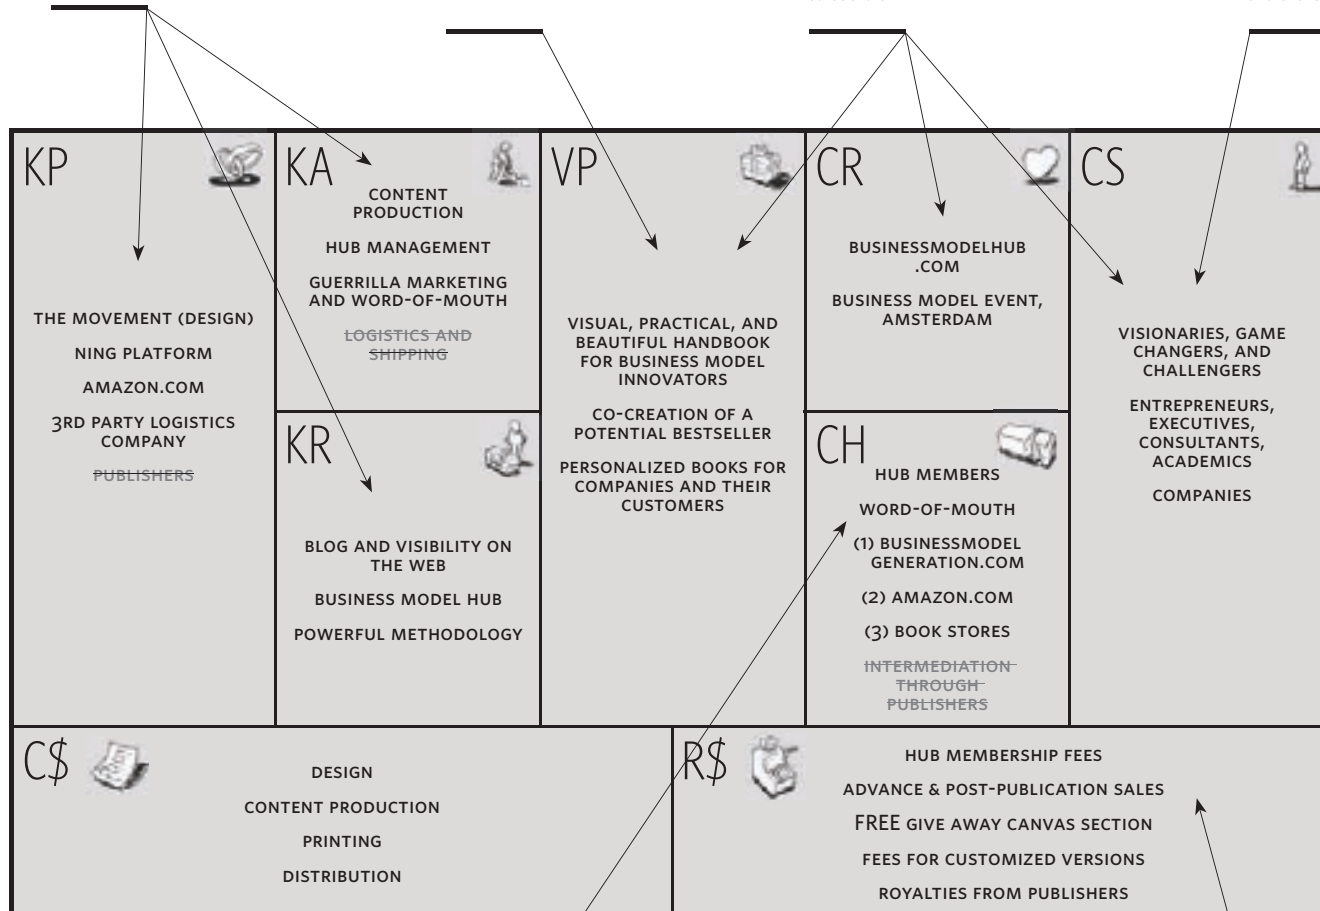 KP
THE MOVEMENT (DESIGN)
NING PLATFORM
AMAZON.COM
3RD PARTY LOGISTICS
COMPANY
PUBLISHERS
KA
CONTENT
PRODUCTION
HUB MANAGEMENT
GUERRILLA MARKETING
AND WORD-OF-MOUTH
LOGISTICS AND
SHIPPING
KR
BLOG AND VISIBILITY ON
THE WEB
BUSINESS MODEL HUB
POWERFUL METHODOLOGY
VP
VISUAL, PRACTICAL, AND
BEAUTIFUL HANDBOOK
FOR BUSINESS MODEL
INNOVATORS
CO-CREATION OF A
POTENTIAL BESTSELLER
PERSONALIZED BOOKS FOR
COMPANIES AND THEIR
CUSTOMERS
CR
BUSINESSMODELHUB
.COM
BUSINESS MODEL EVENT,
AMSTERDAM
CH
HUB MEMBERS
WORD-OF-MOUTH
(1) BUSINESSMODEL
GENERATION.COM
(2) AMAZON.COM
(3) BOOK STORES
INTERMEDIATION
THROUGH
PUBLISHERS
CS
VISIONARIES, GAME
CHANGERS, AND
CHALLENGERS
ENTREPRENEURS,
EXECUTIVES,
CONSULTANTS,
ACADEMICS
COMPANIES
C$
DESIGN
CONTENT PRODUCTION
PRINTING
DISTRIBUTION
R$
HUB MEMBERSHIP FEES
ADVANCE & POST-PUBLICATION SALES
FREE GIVE AWAY CANVAS SECTION
FEES FOR CUSTOMIZED VERSIONS
ROYALTIES FROM PUBLISHERS